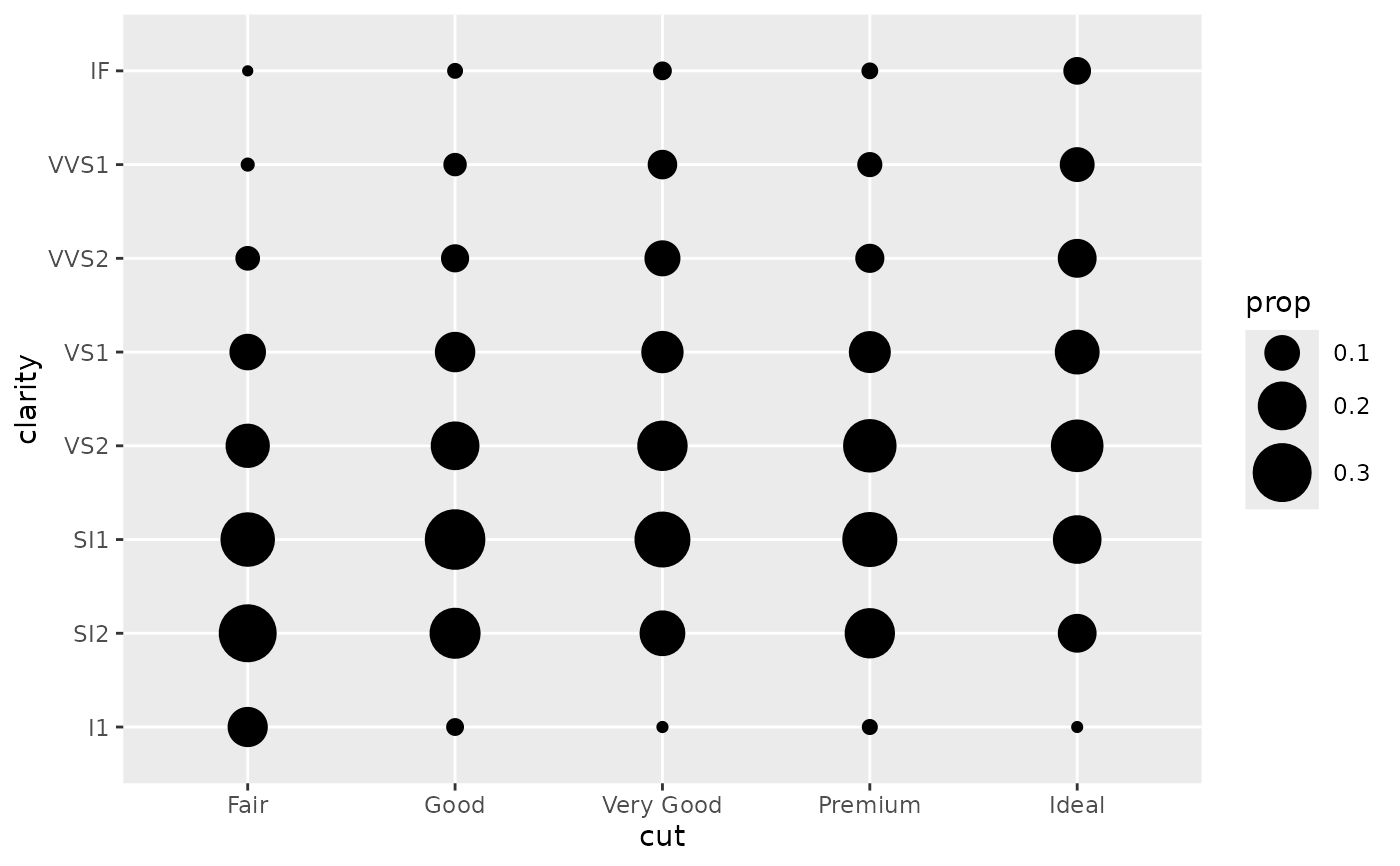 IF
VVS1
VVS2
VS1
VS2
SI1
SI2
I1
clarity
Fair Good Very Good Premium Ideal
cut
prop
0.1
0.2
0.3